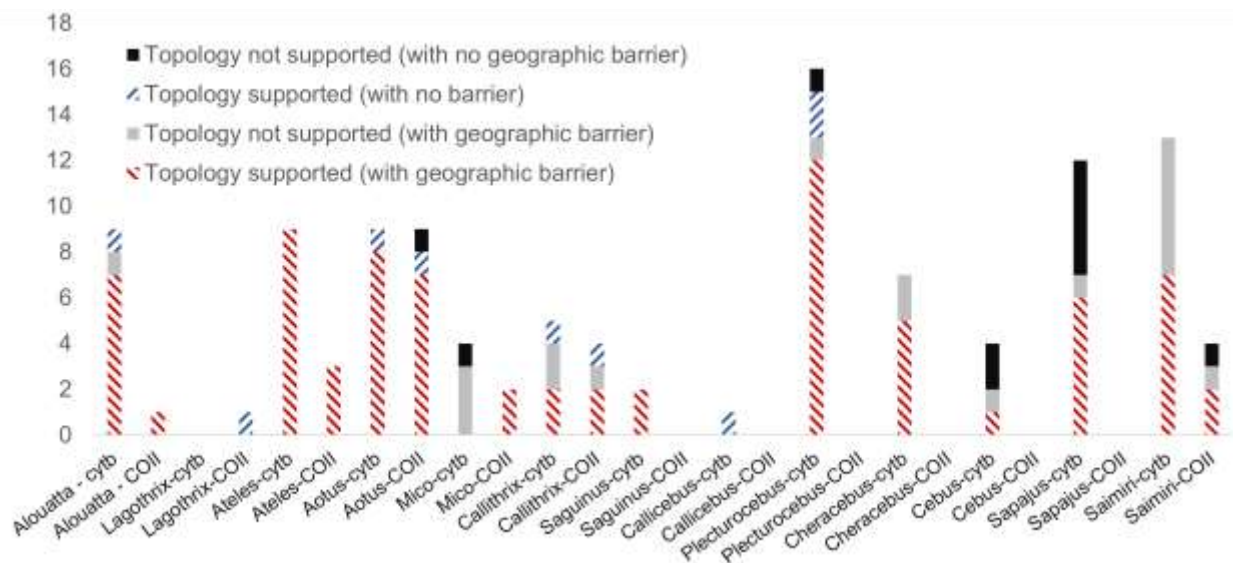 18
16
14
12
10
8
6
4
2
0
Topology not supported (with no geographic barrier)
Topology supported (with no barrier)
Topology not supported (with geographic barrier)
Topology supported (with geographic barrier)
Alouatta - cytb
Alouatta - COII
Lagothrix-cytb
Lagothrix-COII
Ateles-cytb
Ateles-COII
Aotus-cytb
Aotus-COII
Mico-cytb
Mico-COII
Callithrix-cytb
Callithrix-COII
Saguinus-cytb
Saguinus-COII
Callicebus-cytb
Callicebus-COII
Plecturocebus-cytb
Plecturocebus-COII
Cheracebus-cytb
Cheracebus-COII
Cebus-cytb
Cebus-COII
Sapajus-cytb
Sapajus-COII
Saimiri-cytb
Saimiri-COII